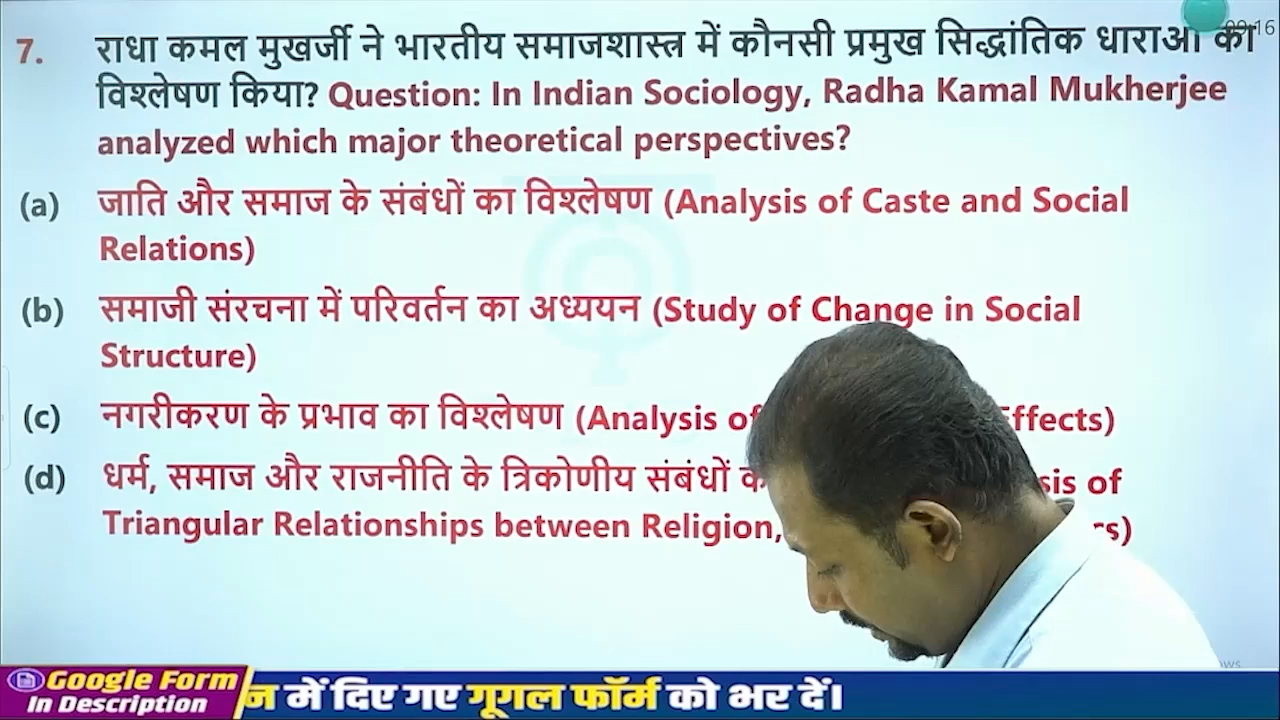 7. राधा कमल मुखर्जी ने भारतीय समाजशास्त्र में कौनसी प्रमुख सिद्धांतिक धाराओं का
विश्लेषण किया? Question: In Indian Sociology, Radha Kamal Mukherjee
analyzed which major theoretical perspectives?
(a) जाति और समाज के संबंधों का विश्लेषण (Analysis of Caste and Social
Relations)
(b) समाजी संरचना में परिवर्तन का अध्ययन (Study of Change in Social
Structure)
(c) नगरीकरण के प्रभाव का विश्लेषण (Analysis of Effects)
(d) धर्म, समाज और राजनीति के त्रिकोणीय संबंधों of
Triangular Relationships between Religion,
Google Form
In Description
में दिए गए गूगल फॉर्म को भर दें।